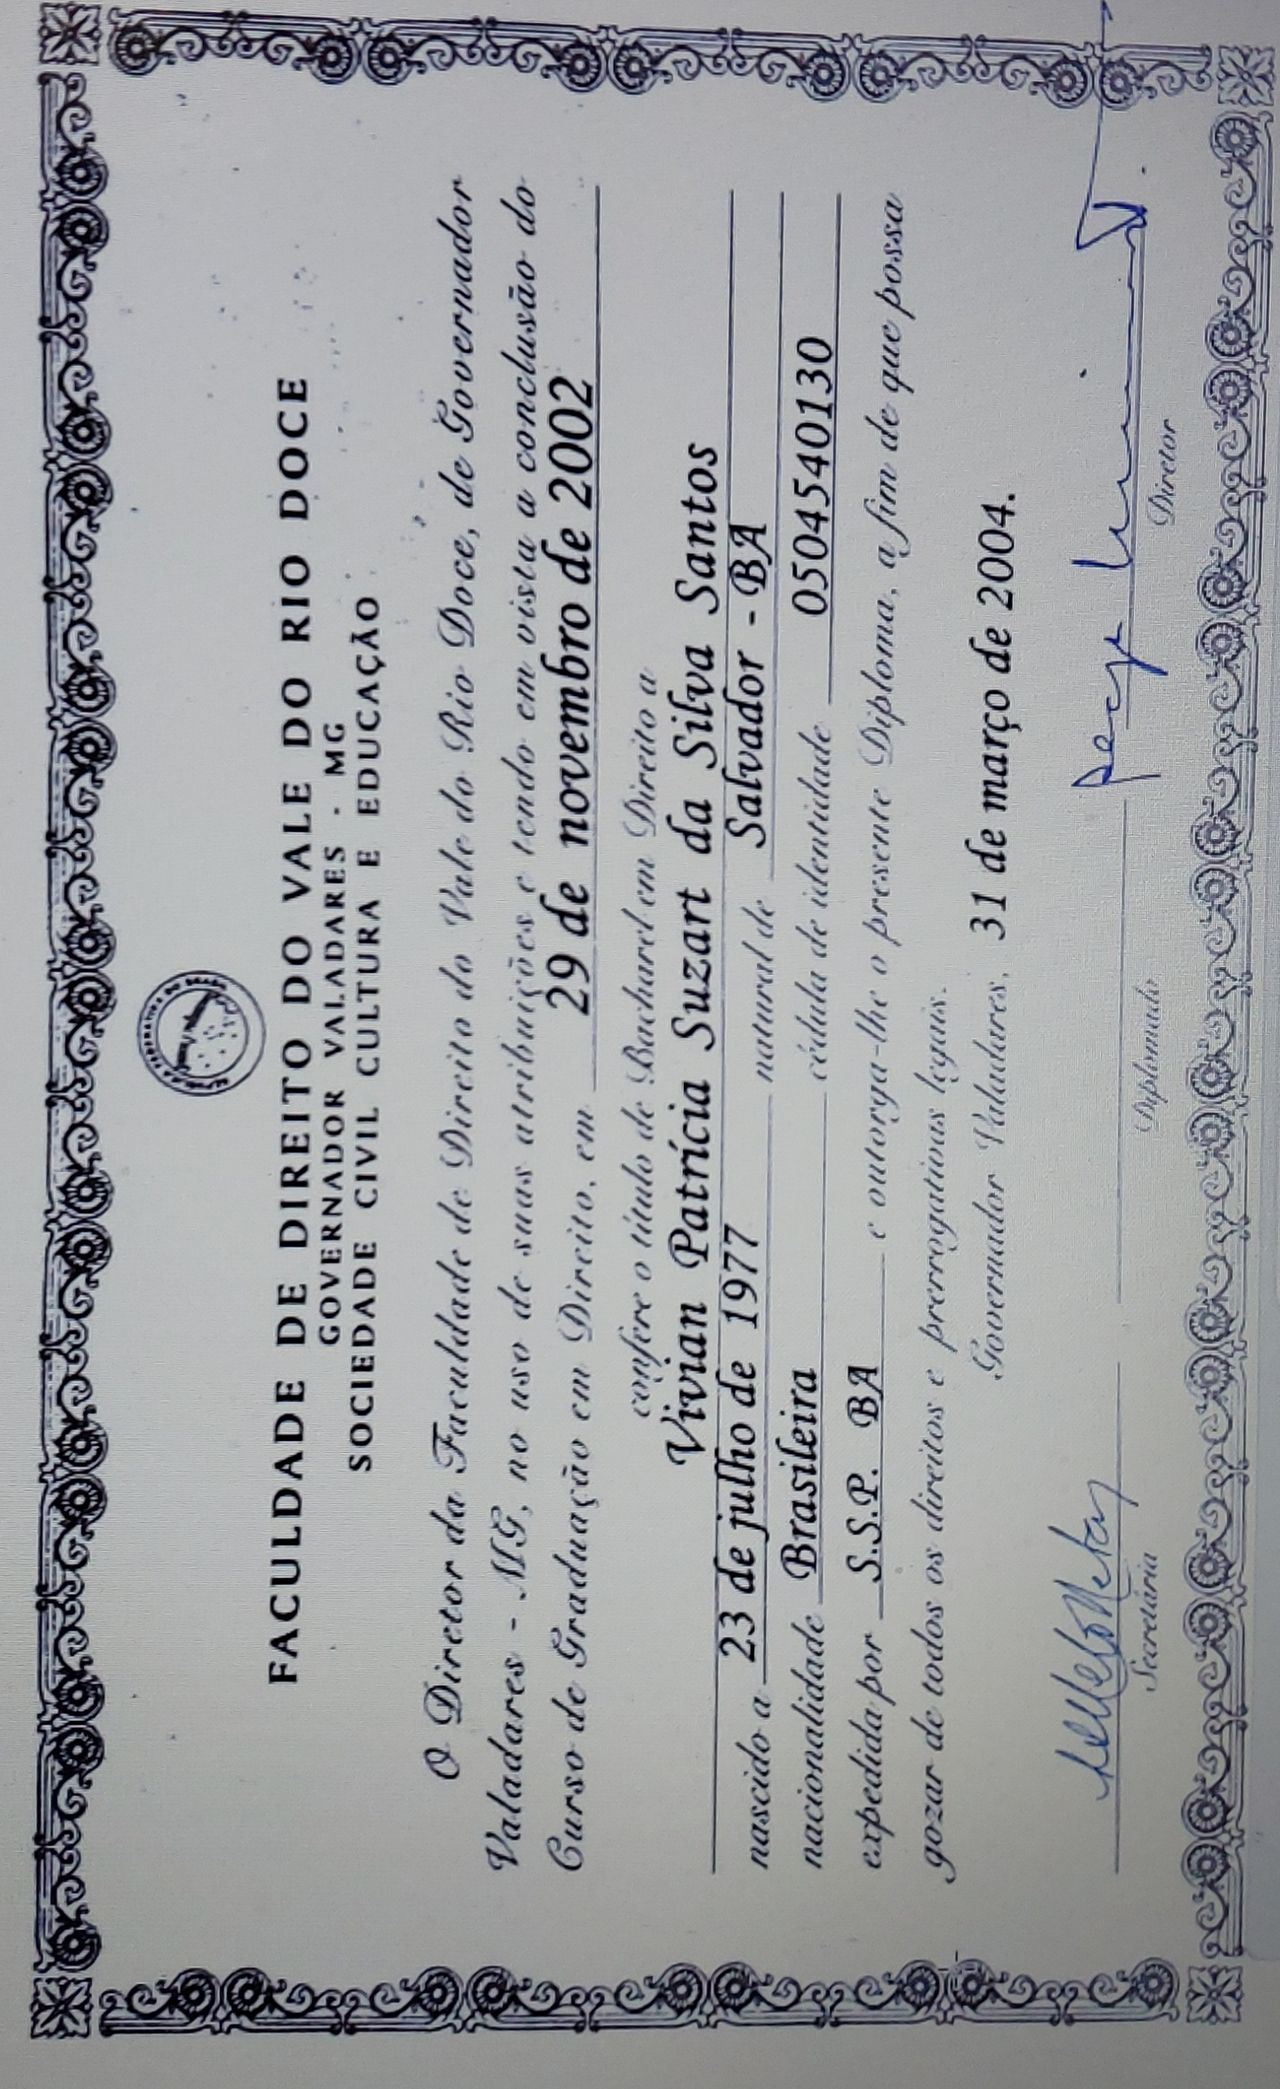 FACULDADE DE DIREITO DO VALE DO RIO DOCE
GOVERNADOR VALADARES - MG
SOCIEDADE CIVIL CULTURA E EDUCAÇÃO
O Diretor da Faculdade de Direito do Vale do Rio Doce, de Governador
Valadares - MG, no uso de suas atribuições e tendo em vista a conclusão do
Curso de Graduação em Direito, em 29 de novembro de 2002
confere o título de Bacharel em Direito a
Vivian Patrícia Suzart da Silva Santos
nascido a 23 de julho de 1977 natural de Salvador - BA
nacionalidade Brasileira cédula de identidade 0504540130
expedida por S.S.P. BA e outorga-lhe o presente Diploma, a fim de que possa
gozar de todos os direitos e prerrogativas legais.
Governador Valadares, 31 de março de 2004.
Secretária Diplomado Diretor